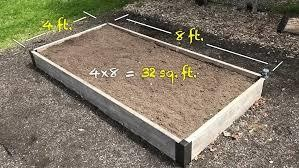 4 ft.
8 ft.
4x8 = 32 sq. ft.